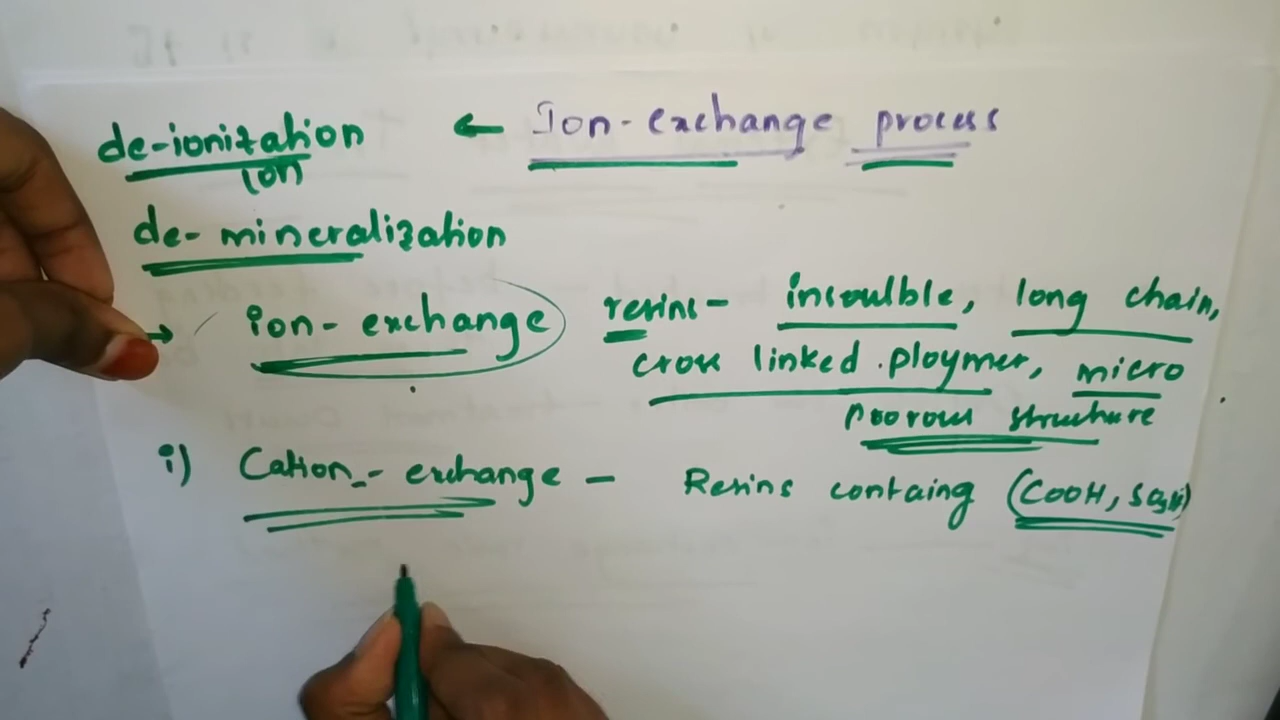 de-ionization ← Ion-exchange process
ion
de-mineralization
→ ion-exchange resins - insoulble, long chain,
cross linked ploymer, micro
poorous structure
i) Cation - exchange - Resins containg (COOH, SO3H)